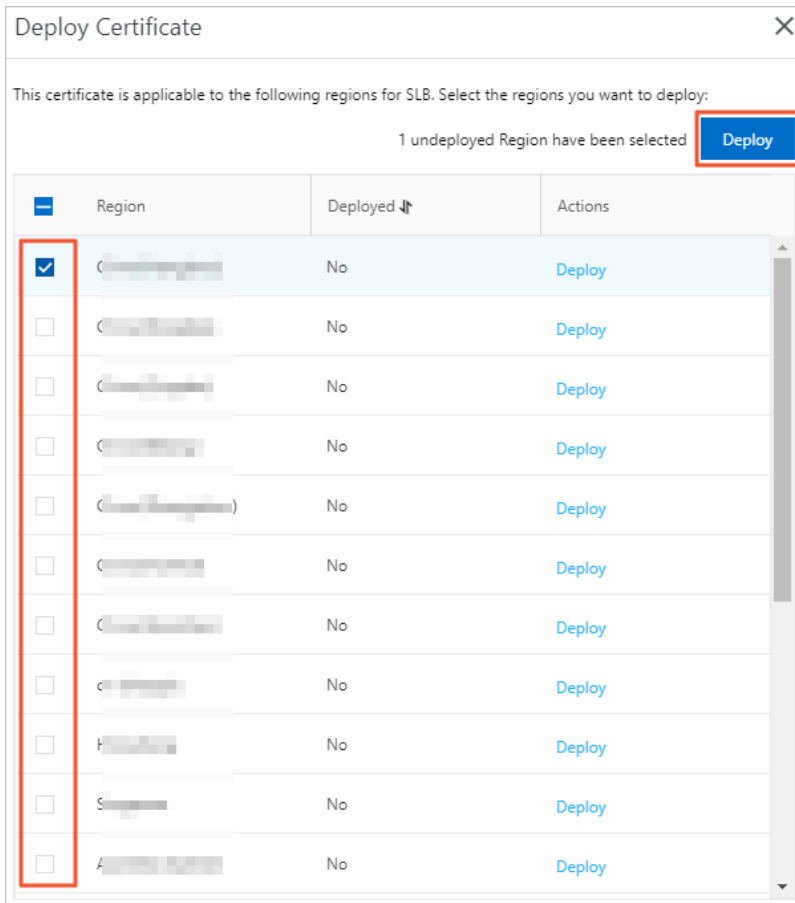 Deploy Certificate
This certificate is applicable to the following regions for SLB. Select the regions you want to deploy:
1 undeployed Region have been selected Deploy
Region Deployed Actions
No Deploy
No Deploy
No Deploy
No Deploy
No Deploy
No Deploy
No Deploy
No Deploy
No Deploy
No Deploy
No Deploy